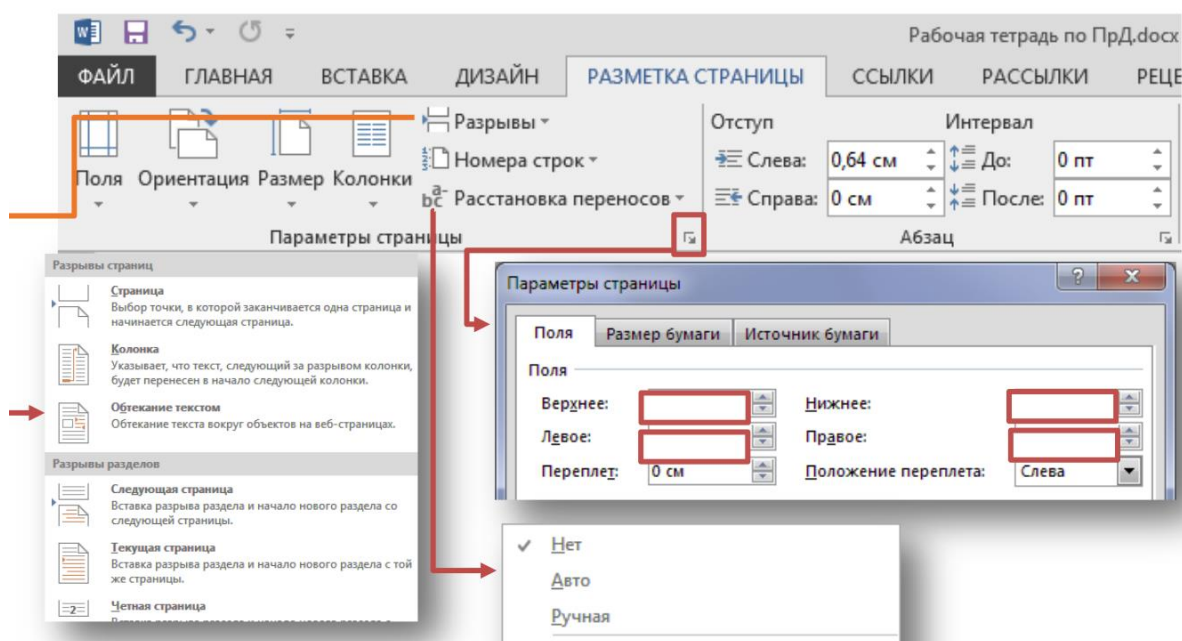 Рабочая тетрадь по ПрД.docx
ФАЙЛ ГЛАВНАЯ ВСТАВКА ДИЗАЙН РАЗМЕТКА СТРАНИЦЫ ССЫЛКИ РАССЫЛКИ РЕЦЕ
Поля Ориентация Размер Колонки
Разрывы
Номера строк
Расстановка переносов
Параметры страницы
Отступ Интервал
Слева: 0,64 см До: 0 пт
Справа: 0 см После: 0 пт
Абзац
Разрывы страниц
Страница
Выбор точки, в которой заканчивается одна страница и
начинается следующая страница.
Колонка
Указывает, что текст, следующий за разрывом колонки,
будет перенесен в начало следующей колонки.
Обтекание текстом
Обтекание текста вокруг объектов на веб-страницах.
Разрывы разделов
Следующая страница
Вставка разрыва раздела и начало нового раздела со
следующей страницы.
Текущая страница
Вставка разрыва раздела и начало нового раздела с той
же страницы.
Четная страница
Параметры страницы
Поля Размер бумаги Источник бумаги
Поля
Верхнее: Нижнее:
Левое: Правое:
Переплет: 0 см Положение переплета: Слева
Нет
Авто
Ручная